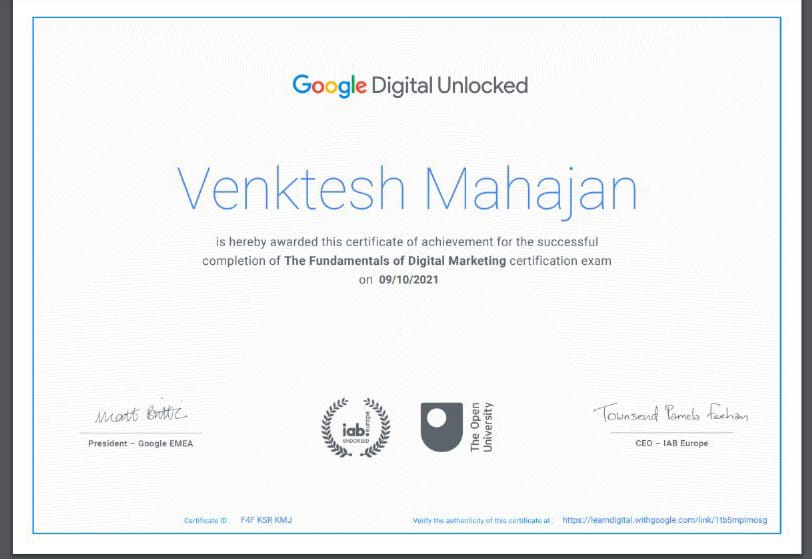 Google Digital Unlocked
Venktesh Mahajan
is hereby awarded this certificate of achievement for the successful
completion of The Fundamentals of Digital Marketing certification exam
on 09/10/2021
Matt Brittin
Townsend Pamela Feehan
President – Google EMEA
iab europe
ENDORSED
The Open
University
CEO – IAB Europe
Certificate ID : F4F KSR KMJ
Verify the authenticity of this certificate at : https://learndigital.withgoogle.com/link/1tb5mplmosg